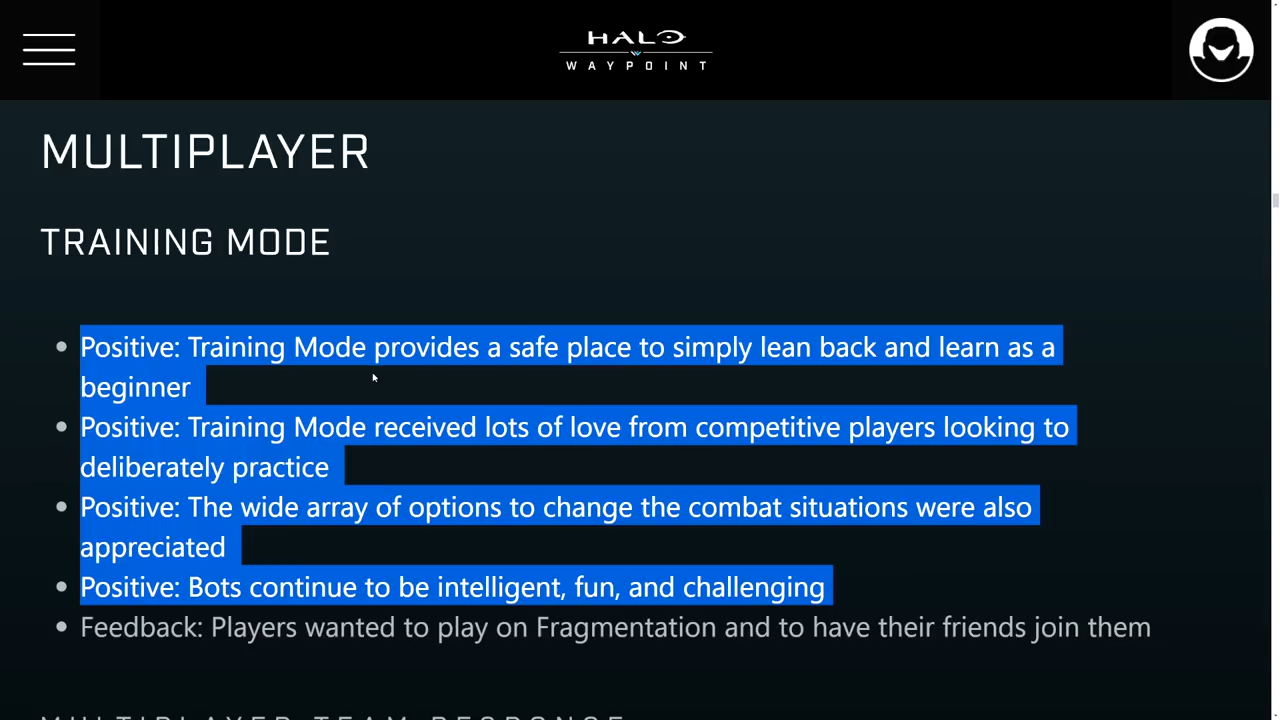 HALO
WAYPOINT
MULTIPLAYER
TRAINING MODE
• Positive: Training Mode provides a safe place to simply lean back and learn as a
beginner
• Positive: Training Mode received lots of love from competitive players looking to
deliberately practice
• Positive: The wide array of options to change the combat situations were also
appreciated
• Positive: Bots continue to be intelligent, fun, and challenging
• Feedback: Players wanted to play on Fragmentation and to have their friends join them
MULTIPLAYER TEAM RESPONSE